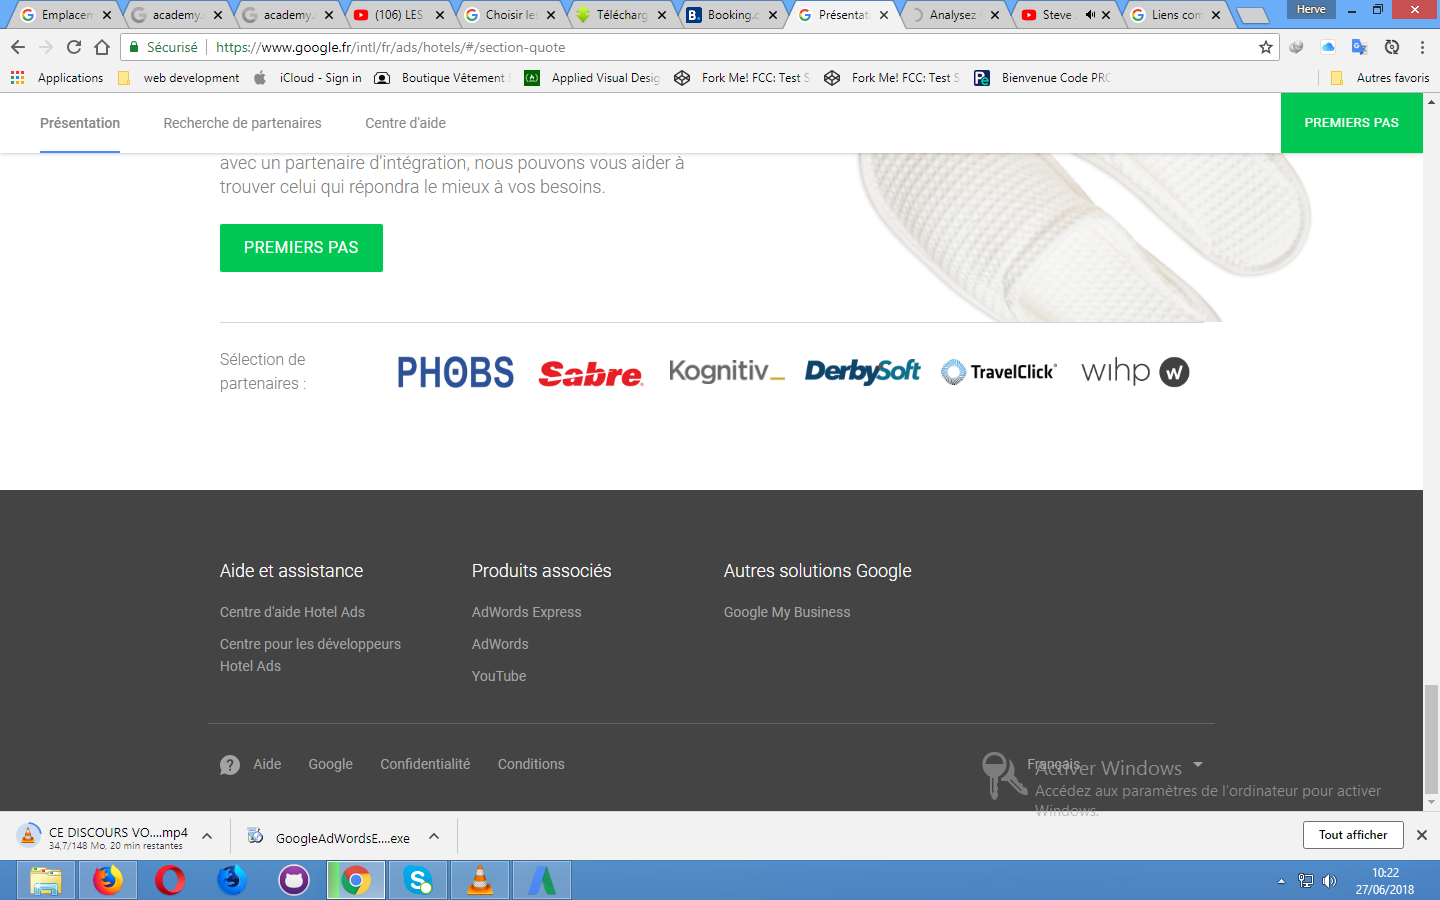 Emplacem
academy.
academy.
(106) LES
Choisir les
Télécharg
Booking.c
Présentati
Analysez
Steve
Liens com
Herve
Sécurisé
https://www.google.fr/intl/fr/ads/hotels/#/section-quote
Applications
web development
iCloud - Sign in
Boutique Vêtement
Applied Visual Desig
Fork Me! FCC: Test S
Fork Me! FCC: Test S
Bienvenue Code PRO
Autres favoris
Présentation
Recherche de partenaires
Centre d'aide
PREMIERS PAS
avec un partenaire d'intégration, nous pouvons vous aider à
trouver celui qui répondra le mieux à vos besoins.
PREMIERS PAS
Sélection de
partenaires :
PHOBS
Sabre
Kognitiv_
DerbySoft
TravelClick
wihp w
Aide et assistance
Centre d'aide Hotel Ads
Centre pour les développeurs
Hotel Ads
Produits associés
AdWords Express
AdWords
YouTube
Autres solutions Google
Google My Business
Aide
Google
Confidentialité
Conditions
Français
Activer Windows
Accédez aux paramètres de l'ordinateur pour activer
Windows.
CE DISCOURS VO....mp4
34,7/148 Mo, 20 min restantes
GoogleAdWordsE....exe
Tout afficher
10:22
27/06/2018